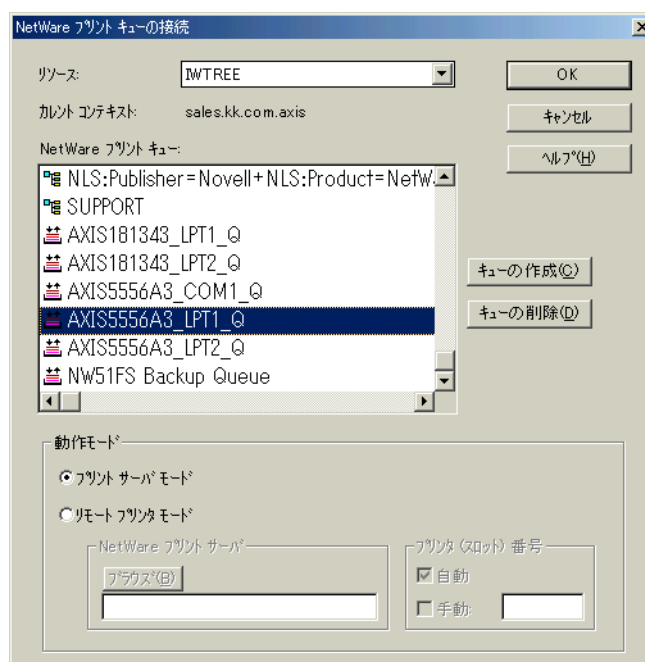 NetWare ﾌﾟﾘﾝﾄ ｷｭｰの接続
ﾘｿｰｽ:
IWTREE
OK
ｶﾚﾝﾄ ｺﾝﾃｷｽﾄ:
sales.kk.com.axis
ｷｬﾝｾﾙ
NetWare ﾌﾟﾘﾝﾄ ｷｭｰ:
ﾍﾙﾌﾟ(H)
NLS:Publisher=Novell+NLS:Product=NetW
SUPPORT
AXIS181343_LPT1_Q
AXIS181343_LPT2_Q
AXIS5556A3_COM1_Q
AXIS5556A3_LPT1_Q
AXIS5556A3_LPT2_Q
NW51FS Backup Queue
ｷｭｰの作成(C)
ｷｭｰの削除(D)
動作ﾓｰﾄﾞ
ﾌﾟﾘﾝﾄ ｻｰﾊﾞ ﾓｰﾄﾞ
ﾘﾓｰﾄ ﾌﾟﾘﾝﾀ ﾓｰﾄﾞ
NetWare ﾌﾟﾘﾝﾄ ｻｰﾊﾞ
ﾌﾞﾗｳｽﾞ(B)
ﾌﾟﾘﾝﾀ (ｽﾛｯﾄ) 番号
自動
手動: